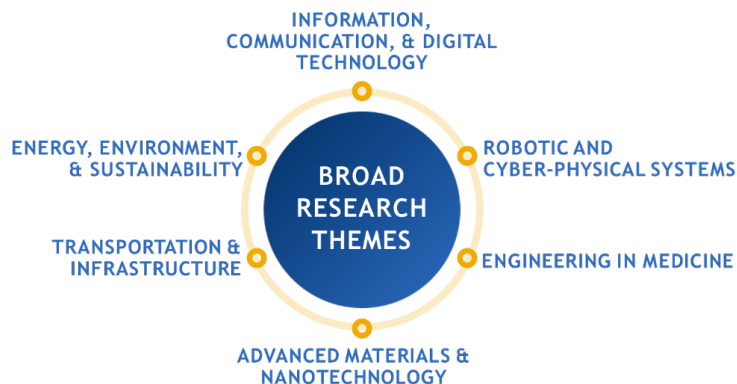 INFORMATION,
COMMUNICATION, & DIGITAL
TECHNOLOGY
ENERGY, ENVIRONMENT,
& SUSTAINABILITY
ROBOTIC AND
CYBER-PHYSICAL SYSTEMS
BROAD
RESEARCH
THEMES
TRANSPORTATION &
INFRASTRUCTURE
ENGINEERING IN MEDICINE
ADVANCED MATERIALS &
NANOTECHNOLOGY